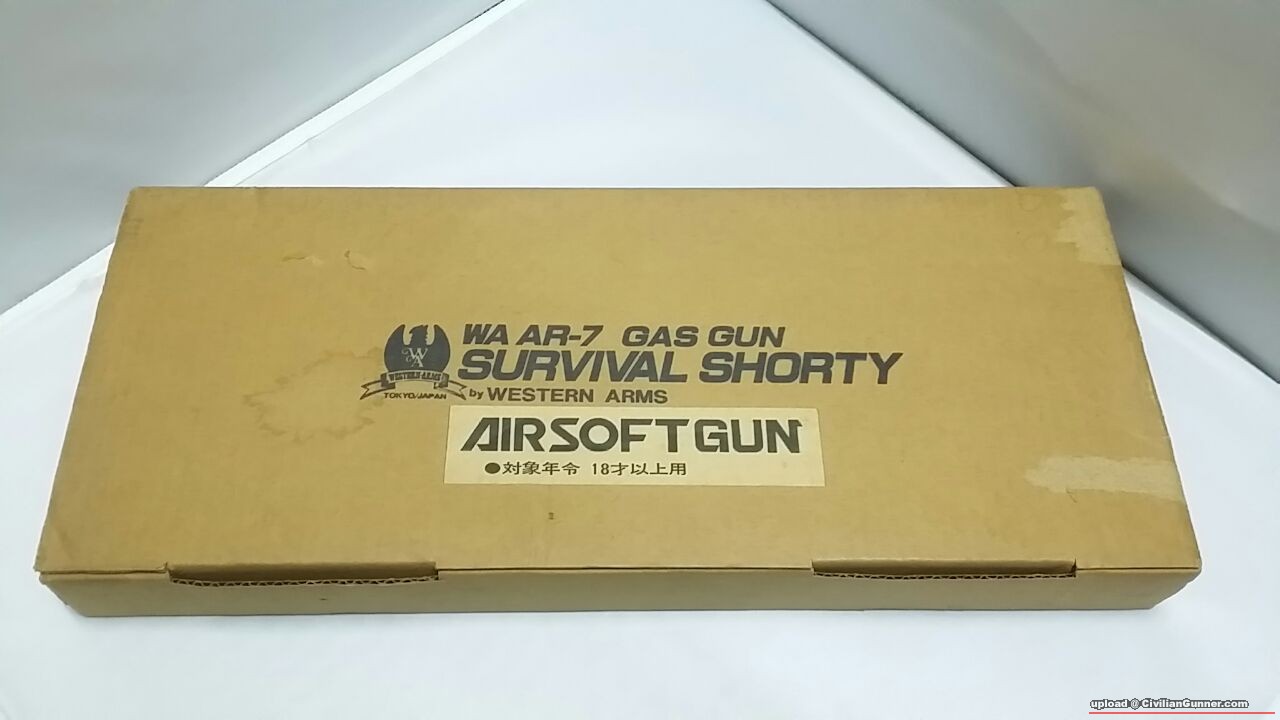 WA AR-7 GAS GUN
SURVIVAL SHORTY
by WESTERN ARMS
WA
WESTERN ARMS
TOKYO/JAPAN
AIRSOFTGUN
●対象年令 18才以上用
upload @ CivilianGunner.com